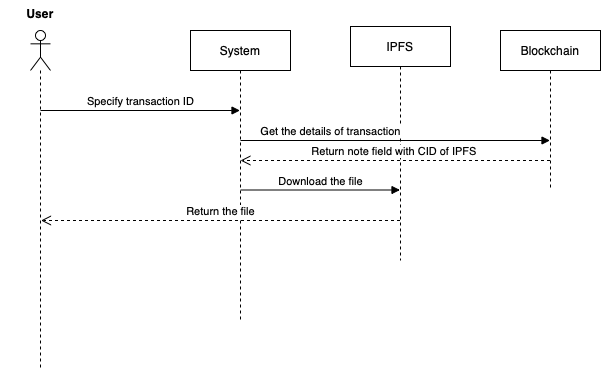 User
System
IPFS
Blockchain
Specify transaction ID
Get the details of transaction
Return note field with CID of IPFS
Download the file
Return the file